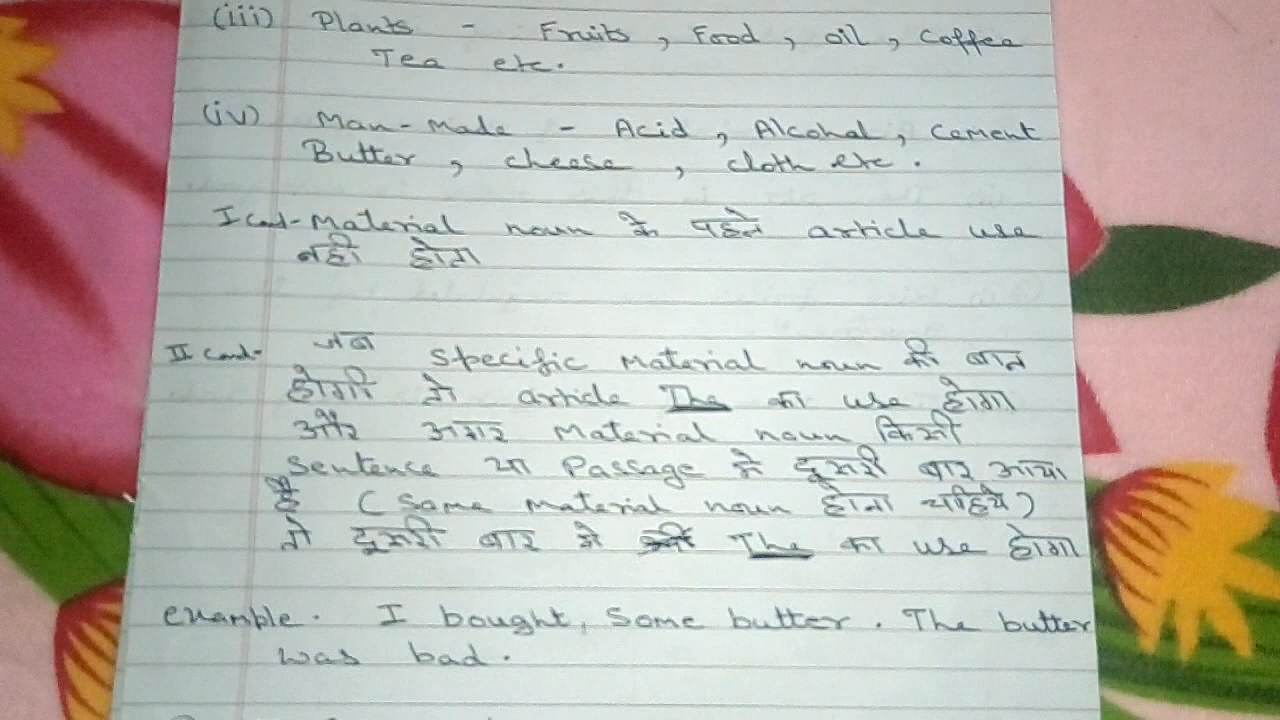 (iii) Plants - Fruits, Food, oil, Coffee
Tea etc.
(iv) Man-made - Acid, Alcohal, Cement
Butter, cheese, cloth etc.
I Cond- Material noun के पहले article use
नही होगा
II Cond- जब specific material noun की बात
होगी तो article The का use होगा
और अगर material noun किसी
sentence या Passage मे दूसरी बार आया
है (same material noun होना चाहिये)
तो दूसरी बार मे The का use होगा
example. I bought, some butter. The butter
was bad.